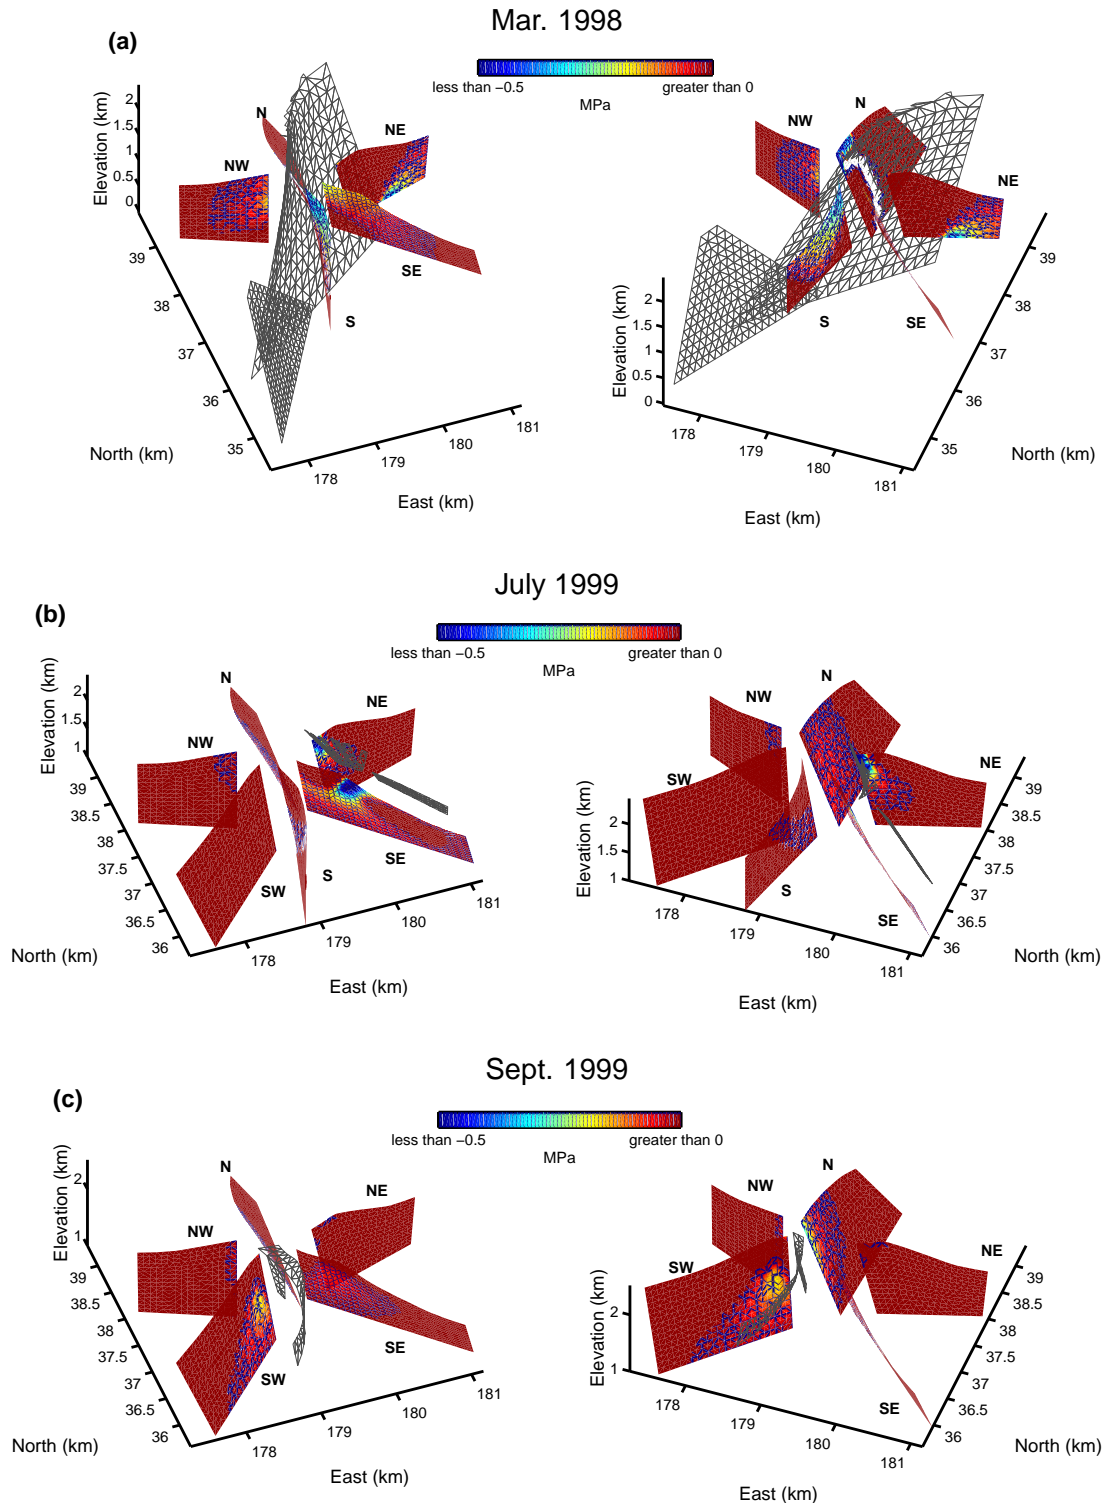 Mar. 1998
(a)
less than −0.5
greater than 0
MPa
Elevation (km)
2
1.5
1
0.5
0
N
NE
NW
SE
S
39
38
37
36
35
North (km)
178
179
180
181
East (km)
N
NW
NE
S
SE
Elevation (km)
2
1.5
1
0.5
0
178
179
180
181
East (km)
39
38
37
36
35
North (km)
July 1999
(b)
less than −0.5
greater than 0
MPa
Elevation (km)
2
1.5
1
N
NE
NW
SW
S
SE
39
38.5
38
37.5
37
36.5
36
North (km)
178
179
180
181
East (km)
N
NW
SW
NE
S
SE
Elevation (km)
2
1.5
1
178
179
180
181
East (km)
39
38.5
38
37.5
37
36.5
36
North (km)
Sept. 1999
(c)
less than −0.5
greater than 0
MPa
Elevation (km)
2
1
N
NE
NW
SW
SE
39
38.5
38
37.5
37
36.5
36
North (km)
178
179
180
181
East (km)
N
NW
SW
NE
SE
Elevation (km)
2
1
178
179
180
181
East (km)
39
38.5
38
37.5
37
36.5
36
North (km)